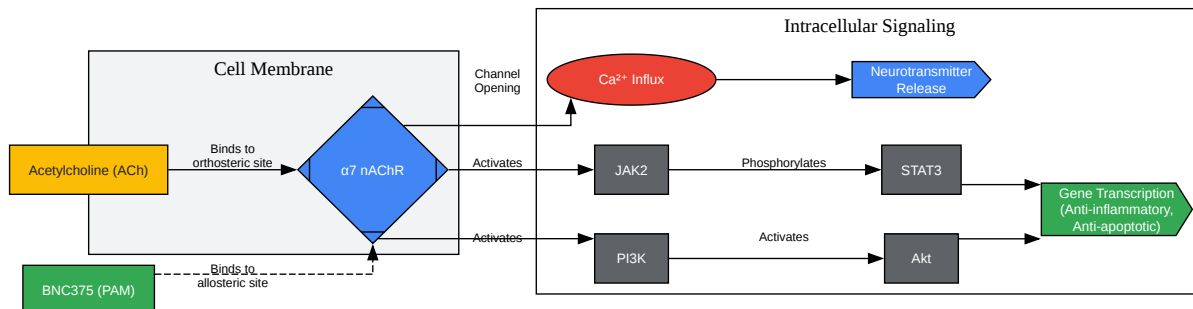 Intracellular Signaling
Cell Membrane
Channel
Opening
Ca²⁺ Influx
Neurotransmitter
Release
Binds to
orthosteric site
Acetylcholine (ACh)
α7 nAChR
Activates
JAK2
Phosphorylates
STAT3
Gene Transcription
(Anti-inflammatory,
Anti-apoptotic)
Activates
PI3K
Activates
Akt
Binds to
allosteric site
BNC375 (PAM)